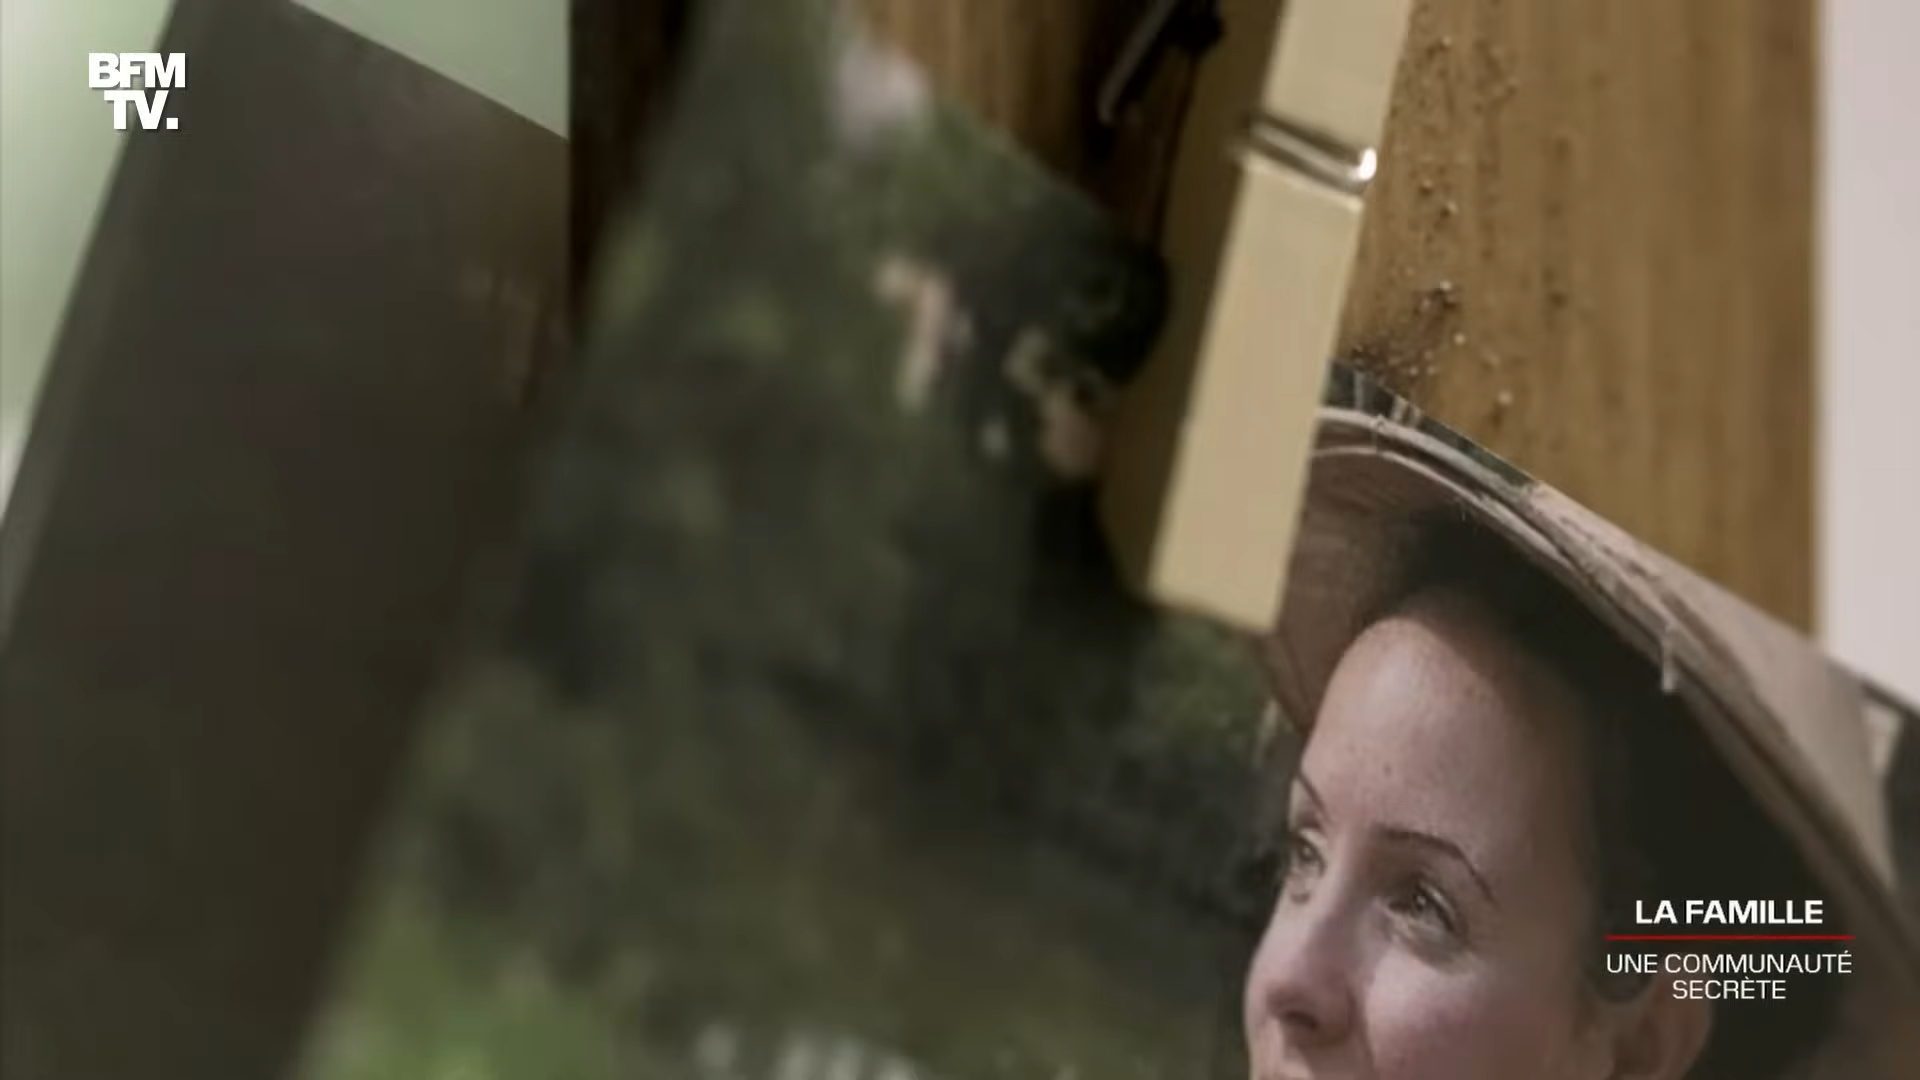 BFM
TV.
LA FAMILLE
UNE COMMUNAUTÉ
SECRÈTE